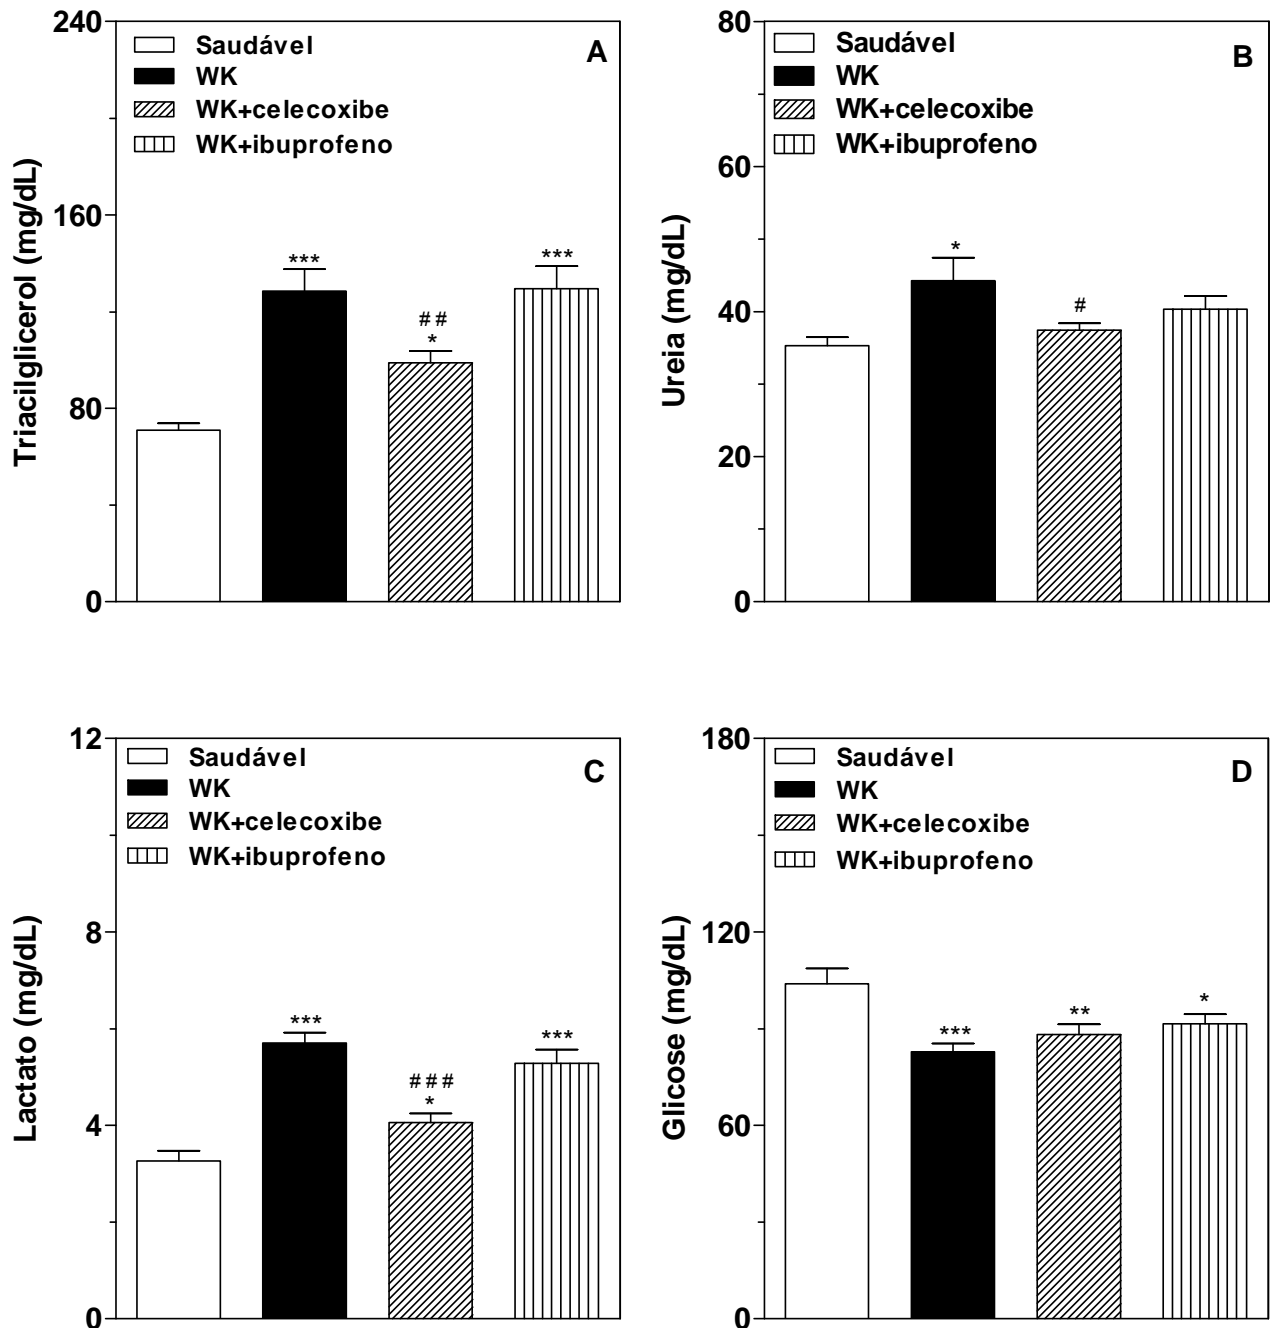 240
160
80
0
Triacilglicerol (mg/dL)
Saudável
WK
WK+celecoxibe
WK+ibuprofeno
A
***
##
*
***
80
60
40
20
0
Ureia (mg/dL)
Saudável
WK
WK+celecoxibe
WK+ibuprofeno
B
*
#
12
8
4
0
Lactato (mg/dL)
Saudável
WK
WK+celecoxibe
WK+ibuprofeno
C
***
###
*
***
180
120
60
0
Glicose (mg/dL)
Saudável
WK
WK+celecoxibe
WK+ibuprofeno
D
***
**
*